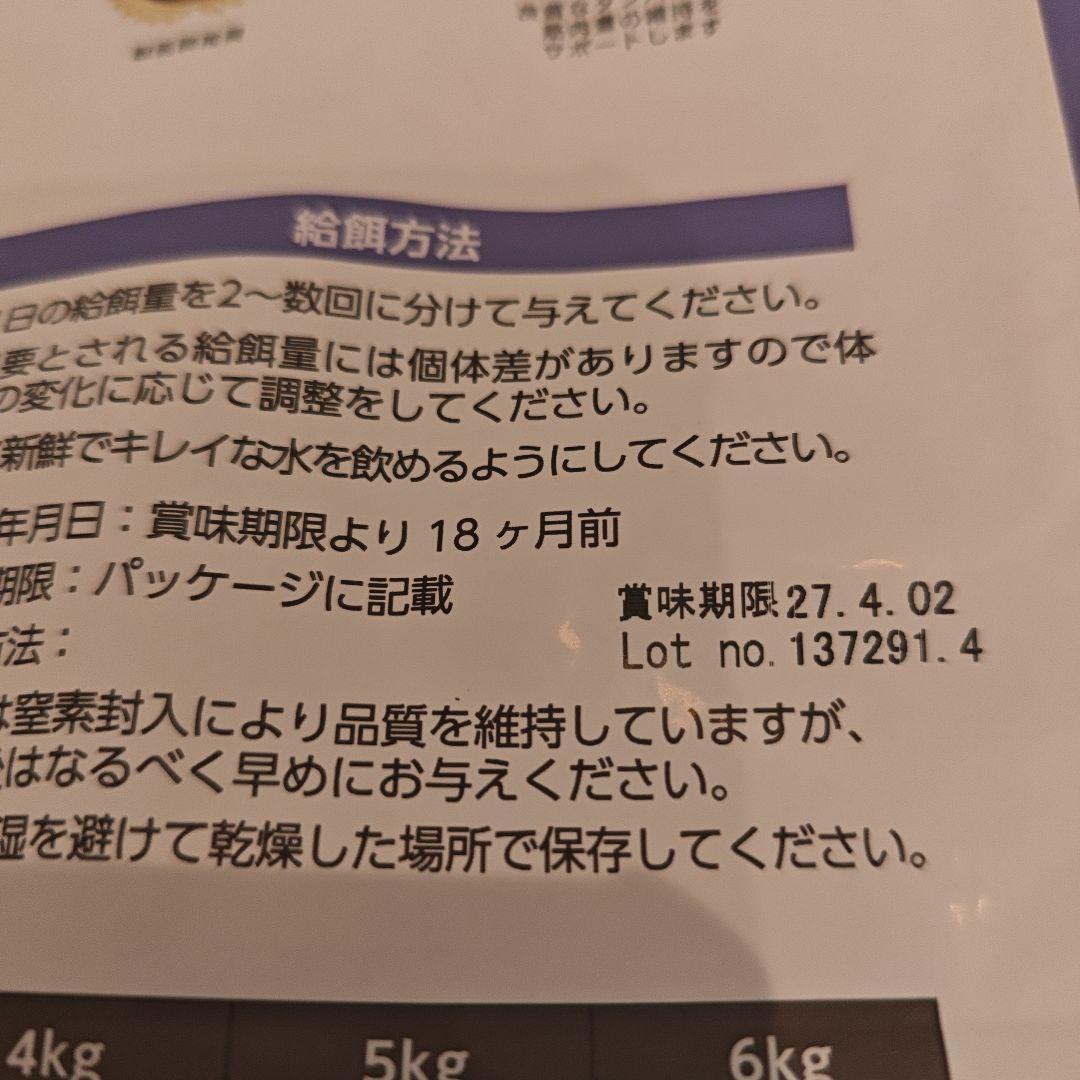 給餌方法
日の給餌量を2〜数回に分けて与えてください。
要とされる給餌量には個体差がありますので体
の変化に応じて調整をしてください。
新鮮でキレイな水を飲めるようにしてください。
年月日：賞味期限より18ヶ月前
期限：パッケージに記載
賞味期限27.4.02
法：
Lot no.137291.4
は窒素封入により品質を維持していますが、
後はなるべく早めにお与えください。
湿を避けて乾燥した場所で保存してください。
4kg 5kg 6kg